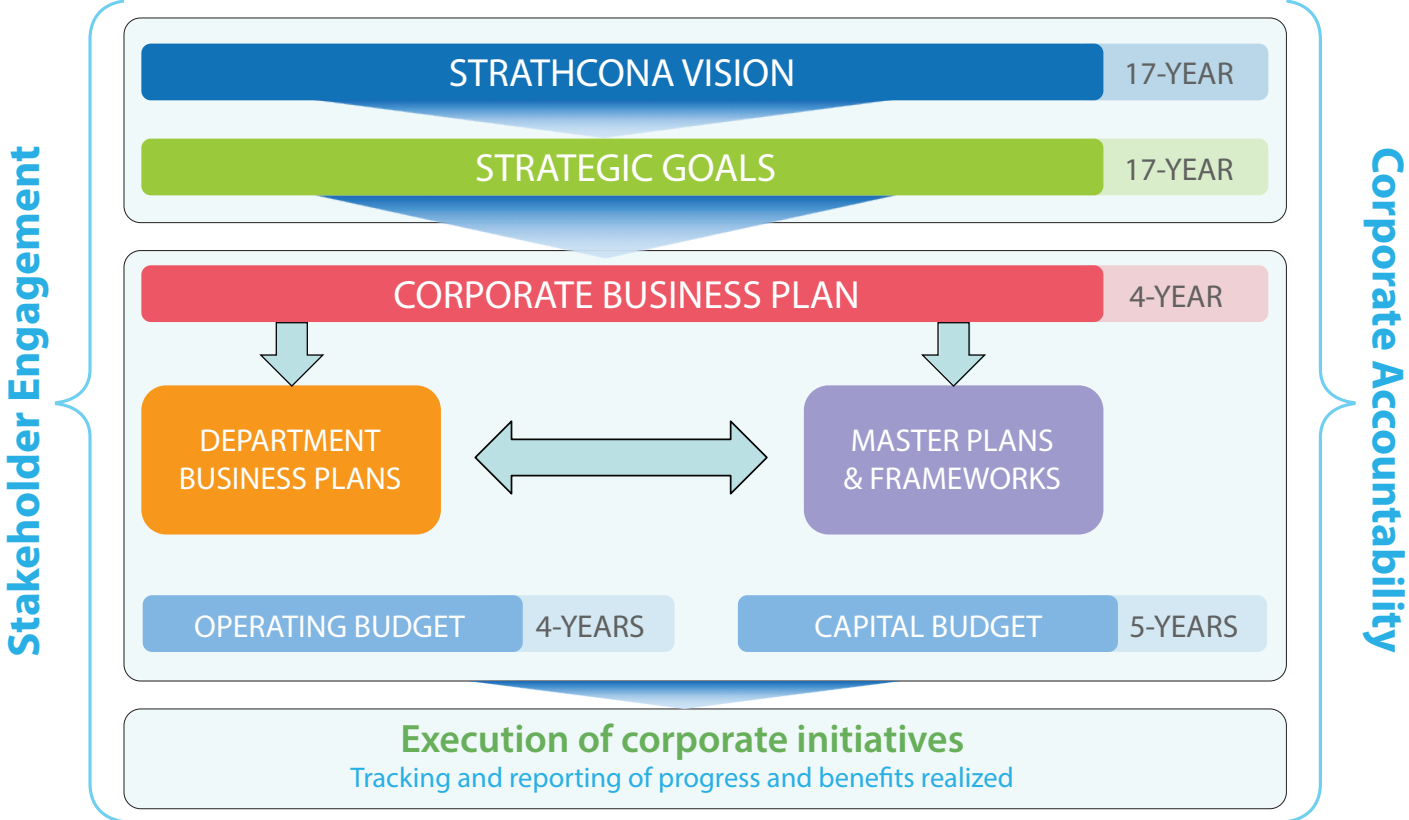 Stakeholder Engagement
STRATHCONA VISION
17-YEAR
STRATEGIC GOALS
17-YEAR
CORPORATE BUSINESS PLAN
4-YEAR
DEPARTMENT
BUSINESS PLANS
MASTER PLANS
& FRAMEWORKS
OPERATING BUDGET
4-YEARS
CAPITAL BUDGET
5-YEARS
Execution of corporate initiatives
Tracking and reporting of progress and benefits realized
Corporate Accountability